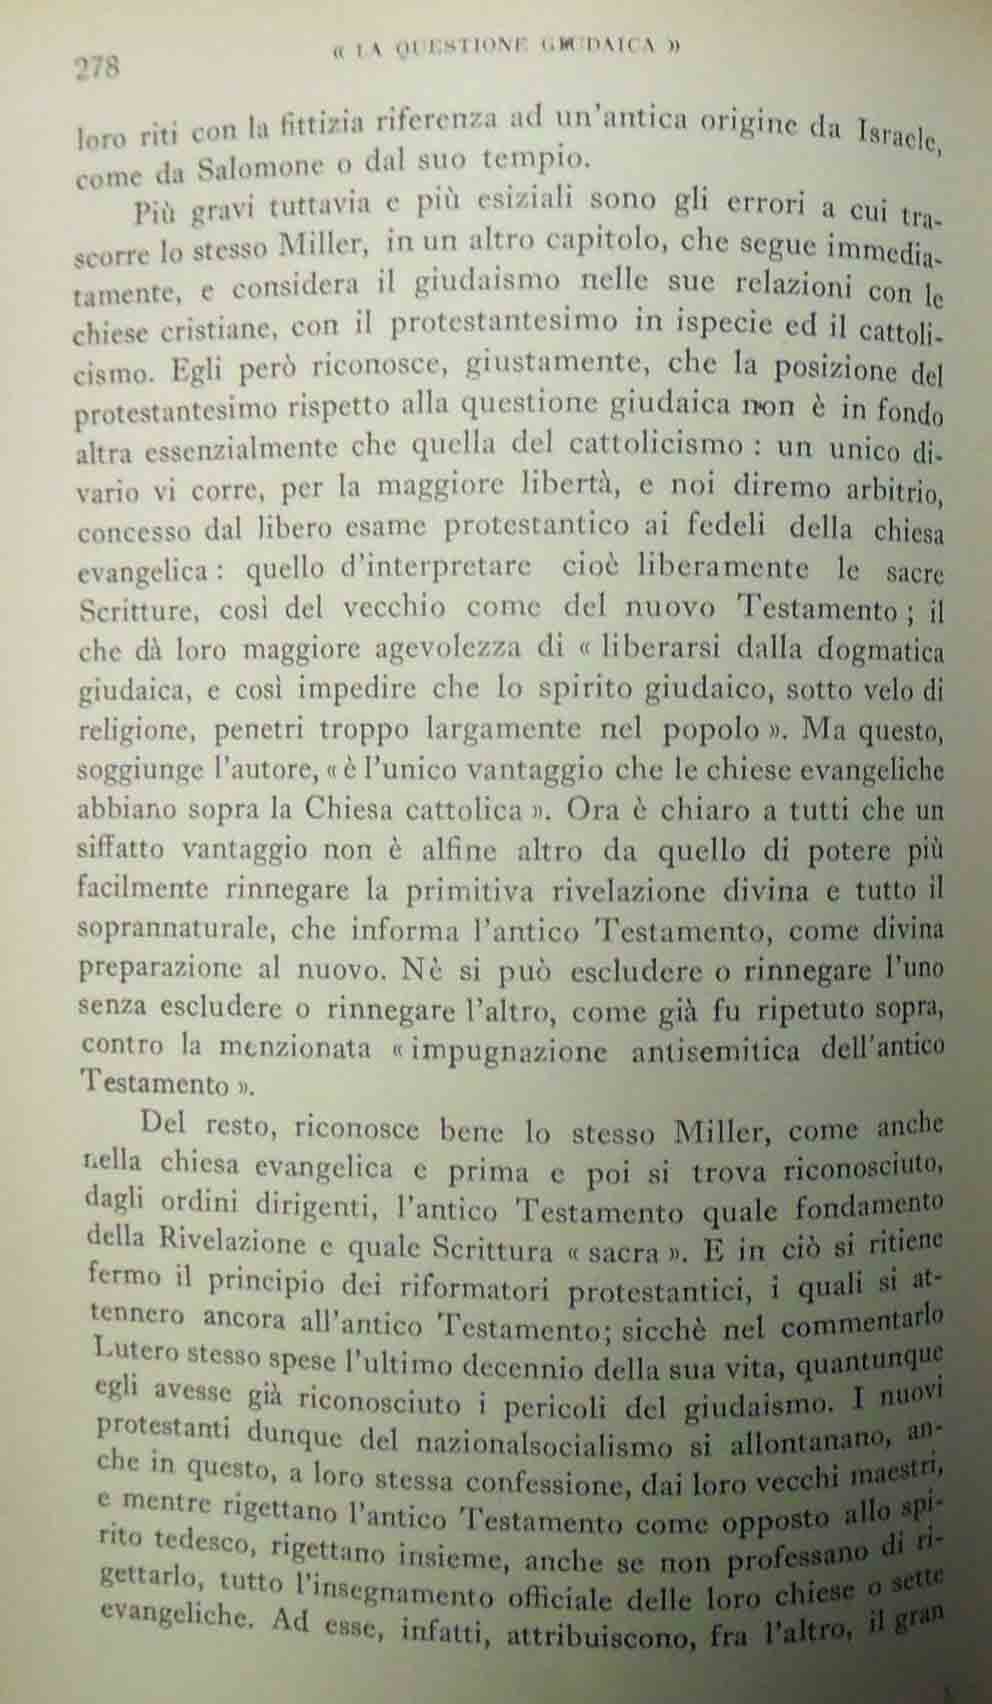 278
« LA QUESTIONE GIUDAICA »
loro riti con la fittizia riferenza ad un'antica origine da Israele,
come da Salomone o dal suo tempio.
Più gravi tuttavia e più esiziali sono gli errori a cui tra-
scorre lo stesso Miller, in un altro capitolo, che segue immedia-
tamente, e considera il giudaismo nelle sue relazioni con le
chiese cristiane, con il protestantesimo in ispecie ed il cattoli-
cismo. Egli però riconosce, giustamente, che la posizione del
protestantesimo rispetto alla questione giudaica non è in fondo
altra essenzialmente che quella del cattolicismo : un unico di-
vario vi corre, per la maggiore libertà, e noi diremo arbitrio,
concesso dal libero esame protestantico ai fedeli della chiesa
evangelica : quello d'interpretare cioè liberamente le sacre
Scritture, così del vecchio come del nuovo Testamento ; il
che dà loro maggiore agevolezza di « liberarsi dalla dogmatica
giudaica, e così impedire che lo spirito giudaico, sotto velo di
religione, penetri troppo largamente nel popolo ». Ma questo,
soggiunge l'autore, « è l'unico vantaggio che le chiese evangeliche
abbiano sopra la Chiesa cattolica ». Ora è chiaro a tutti che un
siffatto vantaggio non è alfine altro da quello di potere più
facilmente rinnegare la primitiva rivelazione divina e tutto il
soprannaturale, che informa l'antico Testamento, come divina
preparazione al nuovo. Nè si può escludere o rinnegare l'uno
senza escludere o rinnegare l'altro, come già fu ripetuto sopra,
contro la menzionata « impugnazione antisemitica dell'antico
Testamento ».
Del resto, riconosce bene lo stesso Miller, come anche
nella chiesa evangelica e prima e poi si trova riconosciuto,
dagli ordini dirigenti, l'antico Testamento quale fondamento
della Rivelazione e quale Scrittura « sacra ». E in ciò si ritiene
fermo il principio dei riformatori protestantici, i quali si at-
tennero ancora all'antico Testamento; sicchè nel commentarlo
Lutero stesso spese l'ultimo decennio della sua vita, quantunque
egli avesse già riconosciuto i pericoli del giudaismo. I nuovi
protestanti dunque del nazionalsocialismo si allontanano, an-
che in questo, a loro stessa confessione, dai loro vecchi maestri,
e mentre rigettano l'antico Testamento come opposto allo spi-
rito tedesco, rigettano insieme, anche se non professano di ri-
gettarlo, tutto l'insegnamento officiale delle loro chiese o sette
evangeliche. Ad esse, infatti, attribuiscono, fra l'altro, il gran